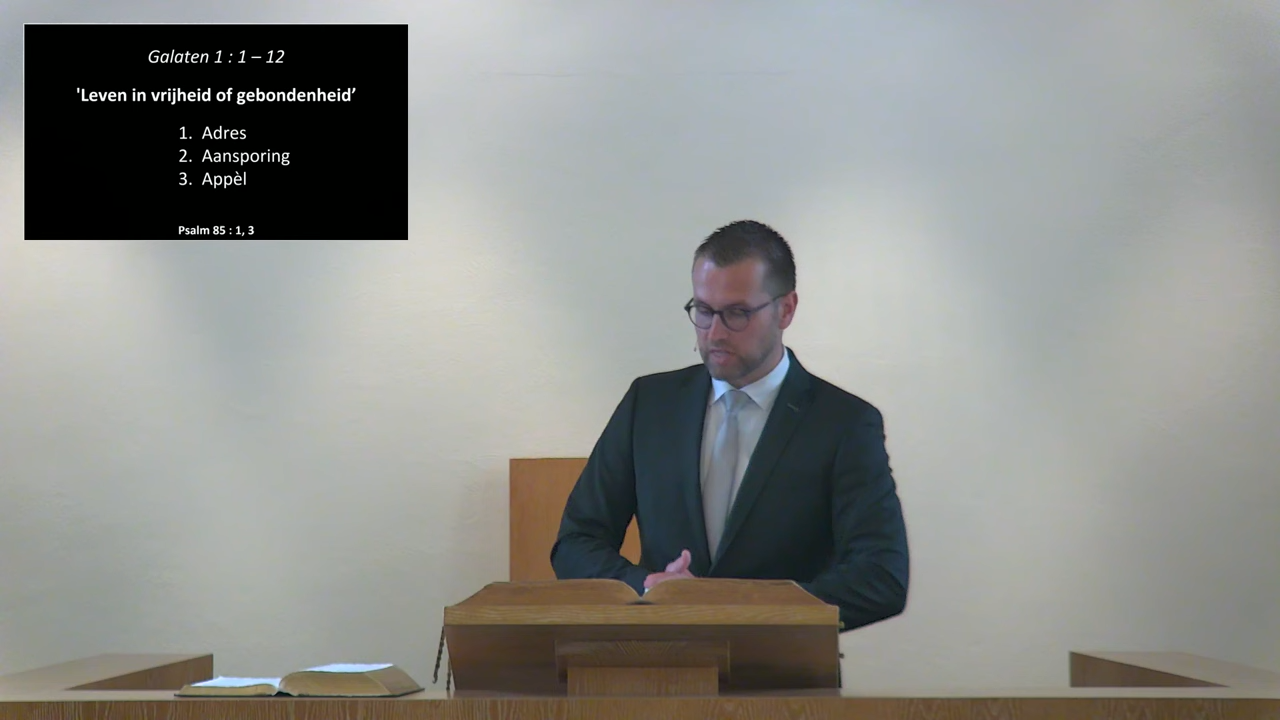 Galaten 1 : 1 – 12
'Leven in vrijheid of gebondenheid’
1. Adres
2. Aansporing
3. Appèl
Psalm 85 : 1, 3